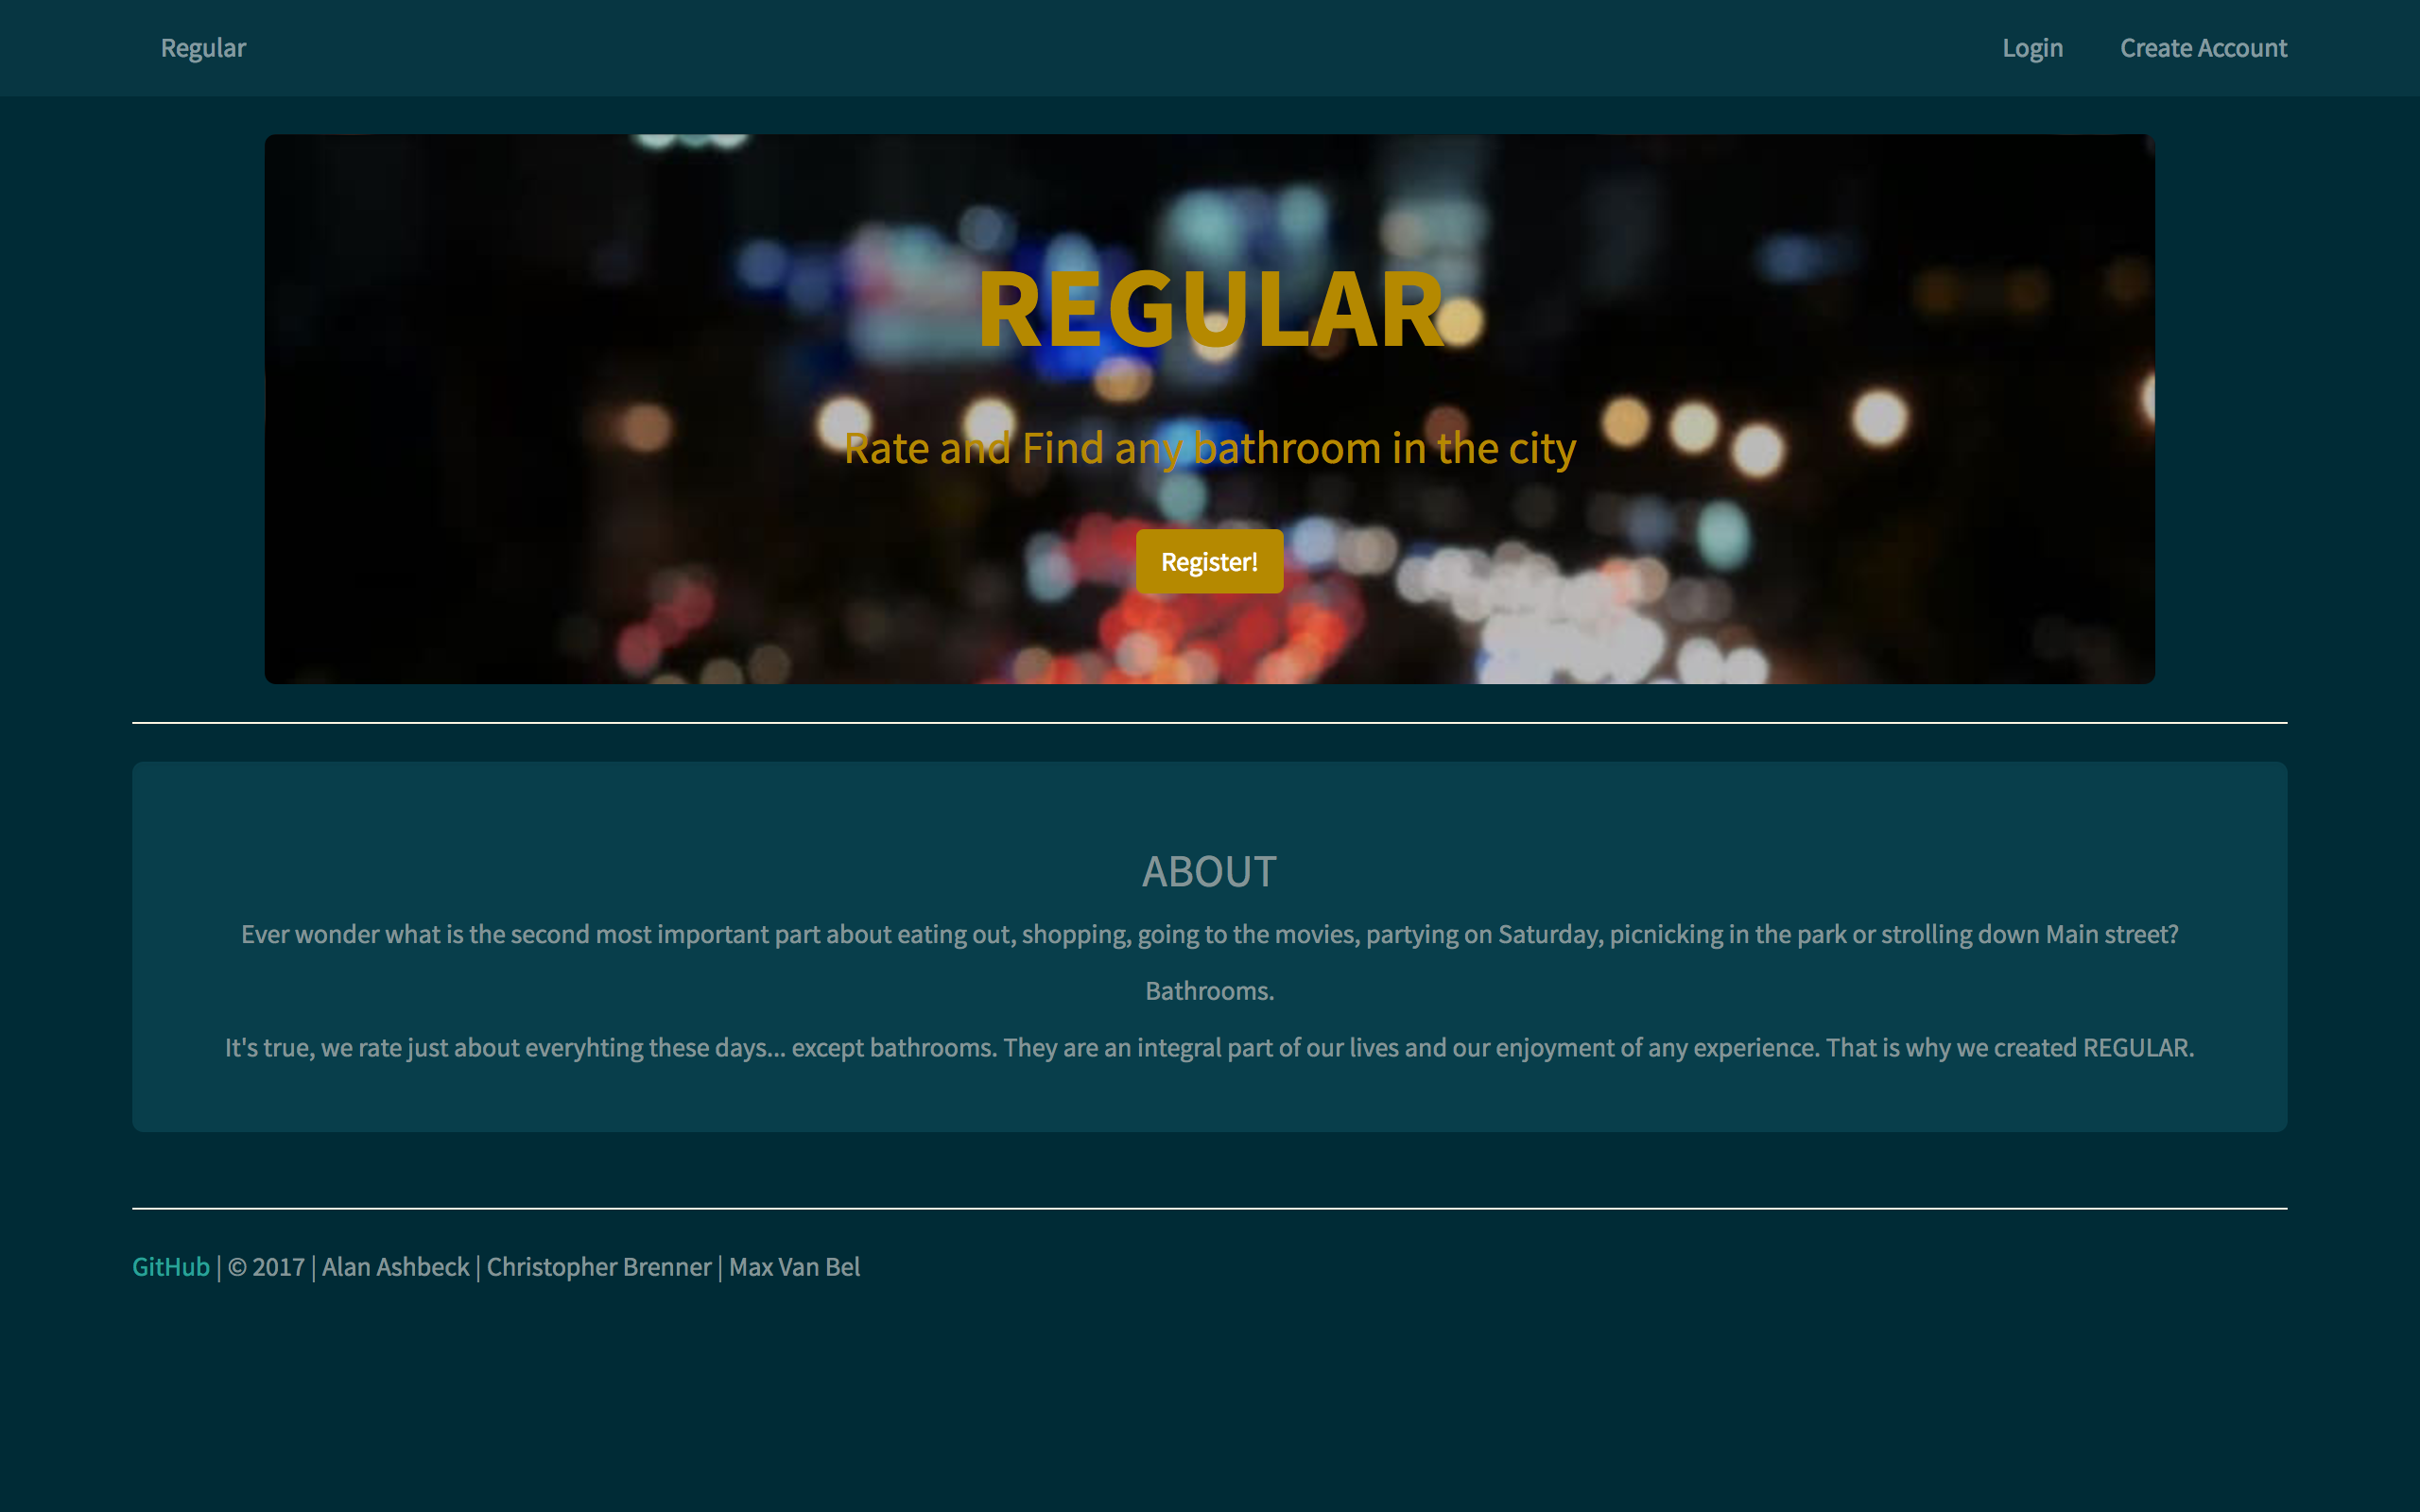 Regular Login Create Account
REGULAR
Rate and Find any bathroom in the city
Register!
ABOUT
Ever wonder what is the second most important part about eating out, shopping, going to the movies, partying on Saturday, picnicking in the park or strolling down Main street?
Bathrooms.
It's true, we rate just about everyhting these days... except bathrooms. They are an integral part of our lives and our enjoyment of any experience. That is why we created REGULAR.
GitHub | © 2017 | Alan Ashbeck | Christopher Brenner | Max Van Bel